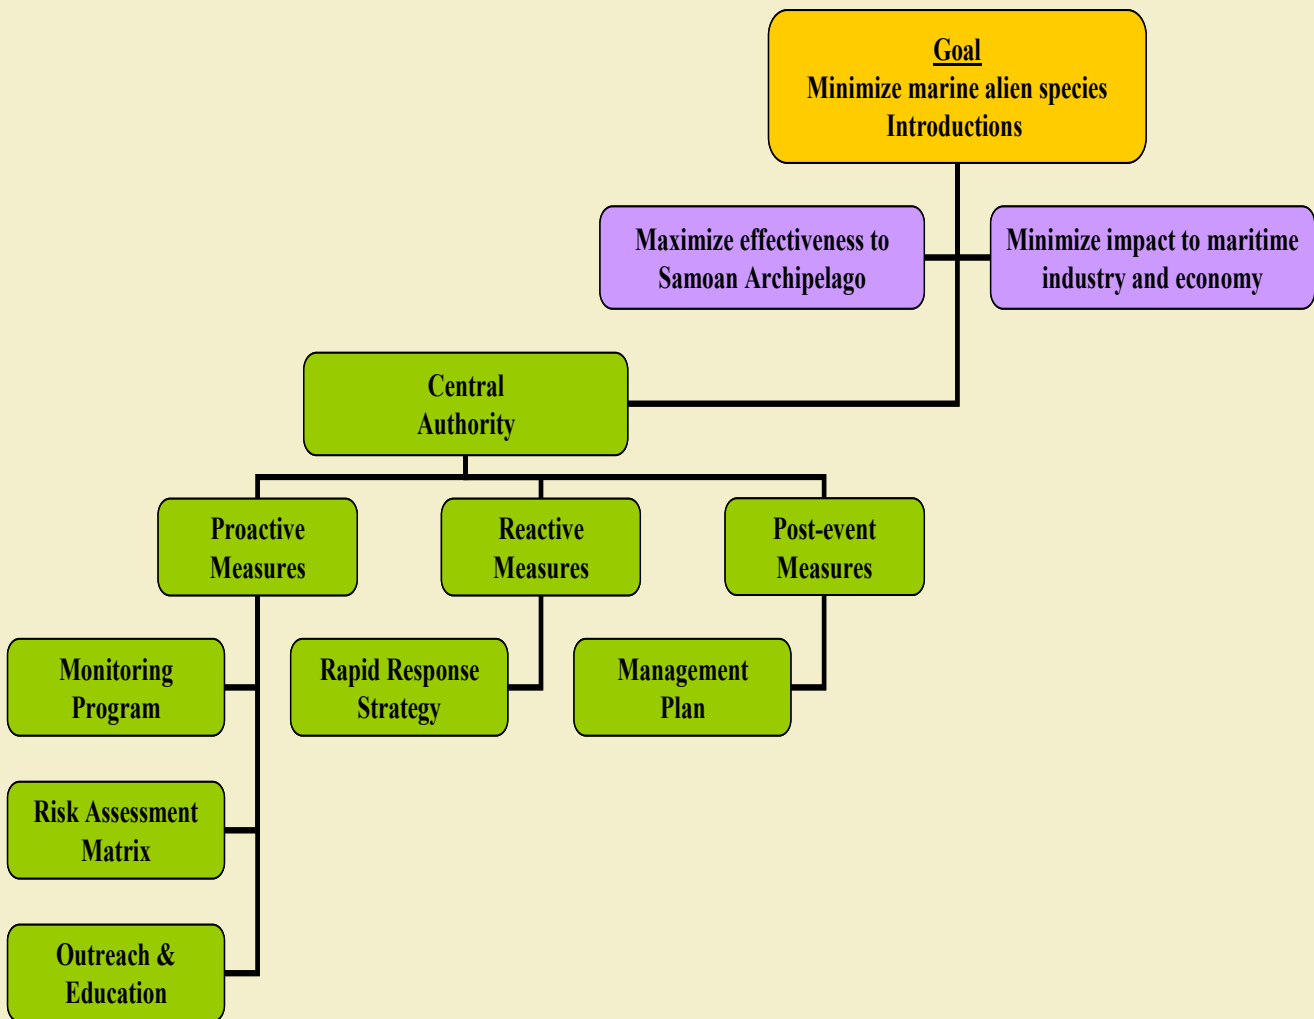 Goal
Minimize marine alien species
Introductions
Maximize effectiveness to
Samoan Archipelago
Minimize impact to maritime
industry and economy
Central
Authority
Proactive
Measures
Reactive
Measures
Post-event
Measures
Monitoring
Program
Rapid Response
Strategy
Management
Plan
Risk Assessment
Matrix
Outreach &
Education